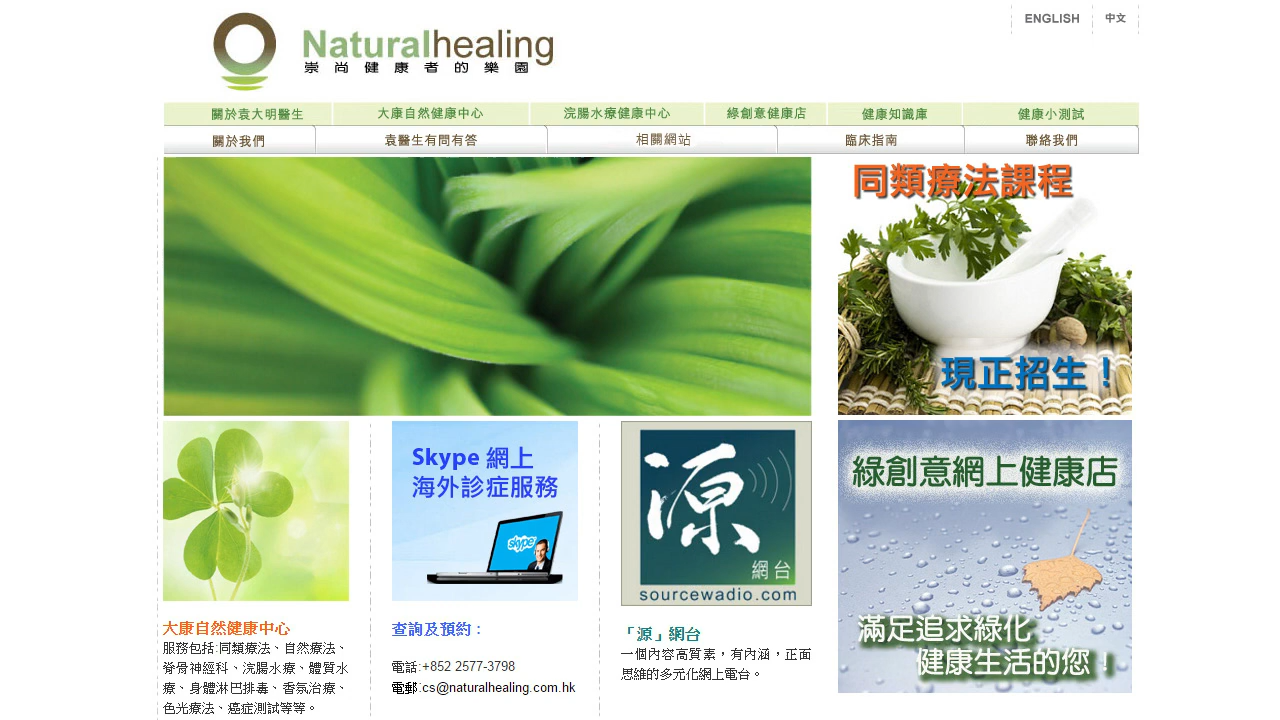 ENGLISH 中文
Naturalhealing
崇尚健康者的樂園
關於袁大明醫生 大康自然健康中心 浣腸水療健康中心 綠創意健康店 健康知識庫 健康小測試
關於我們 袁醫生有問有答 相關網站 臨床指南 聯絡我們
同類療法課程
現正招生！
Skype 網上
海外診症服務
skype
源
網台
sourcewadio.com
綠創意網上健康店
滿足追求綠化
健康生活的您！
大康自然健康中心
服務包括:同類療法、自然療法、
脊骨神經科、浣腸水療、體質水
療、身體淋巴排毒、香氛治療、
色光療法、癌症測試等等。
查詢及預約：
電話:+852 2577-3798
電郵:cs@naturalhealing.com.hk
「源」網台
一個內容高質素，有內涵，正面
思維的多元化網上電台。